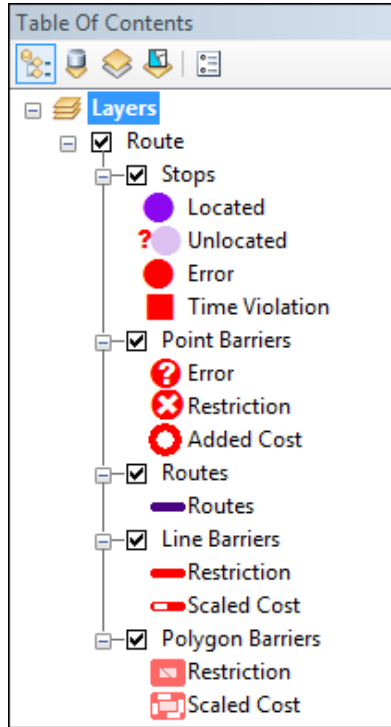 Table Of Contents
Layers
Route
Stops
Located
? Unlocated
Error
Time Violation
Point Barriers
? Error
Restriction
Added Cost
Routes
Routes
Line Barriers
Restriction
Scaled Cost
Polygon Barriers
Restriction
Scaled Cost